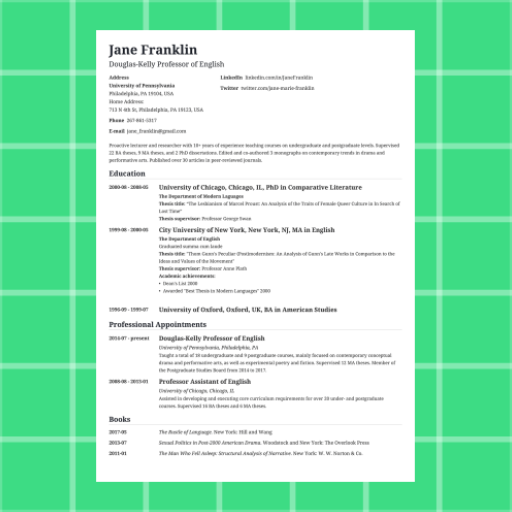 Jane Franklin
Douglas-Kelly Professor of English
Address
University of Pennsylvania
Philadelphia, PA 19104, USA
Home Address
713 N 6th St, Philadelphia, PA 19123, USA
Phone 267-861-5317
E-mail jane_franklin@gmail.com
LinkedIn linkedin.com/in/janefranklin
Twitter twitter.com/jane-marie-franklin
Proactive lecturer and researcher with 18+ years of experience teaching courses on undergraduate and postgraduate levels. Supervised
22 BA theses, 9 MA theses, and 2 PhD dissertations. Edited and co-authored 3 monographs on contemporary trends in drama and
performative arts. Published over 30 articles in peer-reviewed journals.
Education
2000-08 - 2008-05
University of Chicago, Chicago, IL, PhD in Comparative Literature
The Department of Modern Languages
Thesis title: "The Lesbianism of Marcel Proust: An Analysis of the Traits of Female Queer Culture in In Search of
Lost Time"
Thesis supervisor: Professor George Swan
1999-08 - 2000-05
City University of New York, New York, NJ, MA in English
The Department of English
Graduated summa cum laude
Thesis title: "Thom Gunn's Peculiar (Post)modernism: An Analysis of Gunn's Late Works in Comparison to the
Ideas and Values of the Movement"
Thesis supervisor: Professor Anne
Academic achievements:
• Dean's List 2000
• Awarded "Best Thesis in Modern Languages" 2000
1996-09 - 1999-07
University of Oxford, Oxford, UK, BA in American Studies
Professional Appointments
2014-07 - present
Douglas-Kelly Professor of English
University of Pennsylvania, Philadelphia, PA
Taught a total of 18 undergraduate and 9 postgraduate courses, mainly focused on contemporary conceptual
drama and performative arts, as well as experimental poetry and fiction. Supervised 12 MA theses. Member of
the Postgraduate Studies Board from 2014 to 2017.
2008-08 - 2013-01
Professor Assistant of English
University of Chicago, Chicago, IL
Assisted in developing and executing core curriculum requirements for over 20 under- and postgraduate
courses. Supervised 14 BA theses and 6 MA theses.
Books
2017-05
The Bustle of Language. New York: Hill and Wang
2013-07
Sexual Politics in Post-2000 American Drama. Woodstock and New York: The Overlook Press
2011-01
The Man Who Fell Asleep: Structural Analysis of Narrative. New York: W. W. Norton & Co.